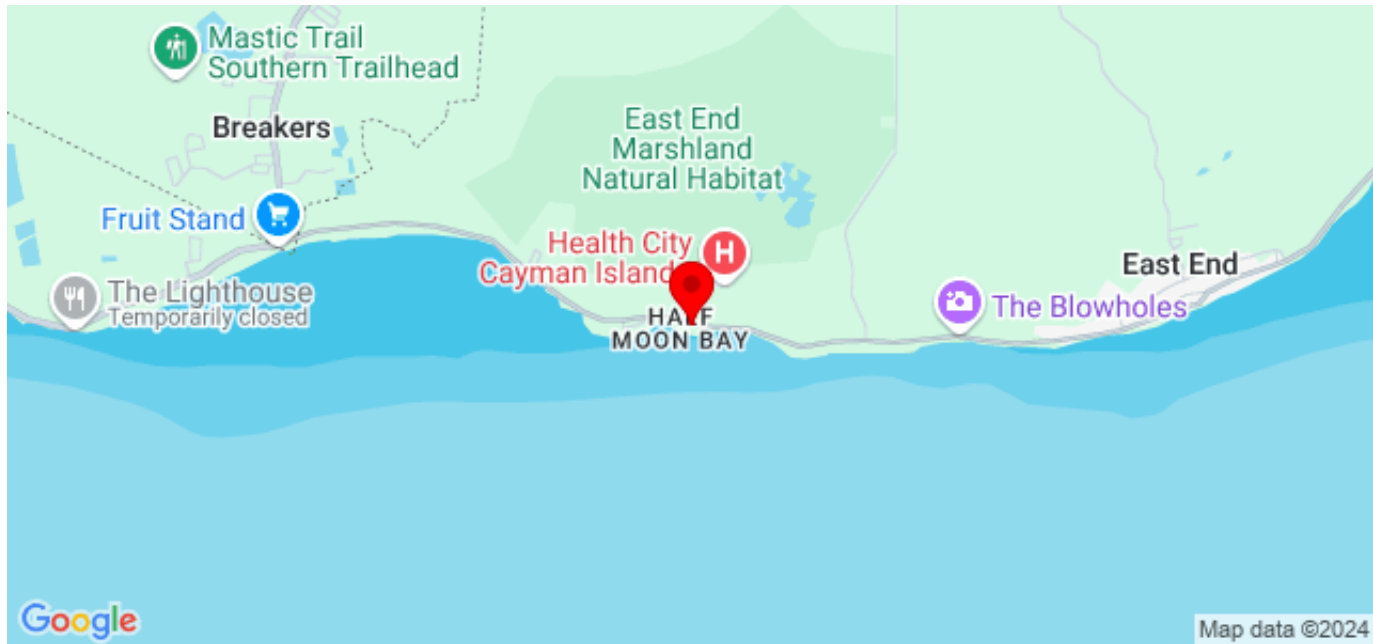 Mastic Trail
Southern Trailhead
Breakers
East End
Marshland
Natural Habitat
Fruit Stand
Health City
Cayman Island
East End
The Lighthouse
Temporarily closed
The Blowholes
HALF
MOON BAY
Google
Map data ©2024